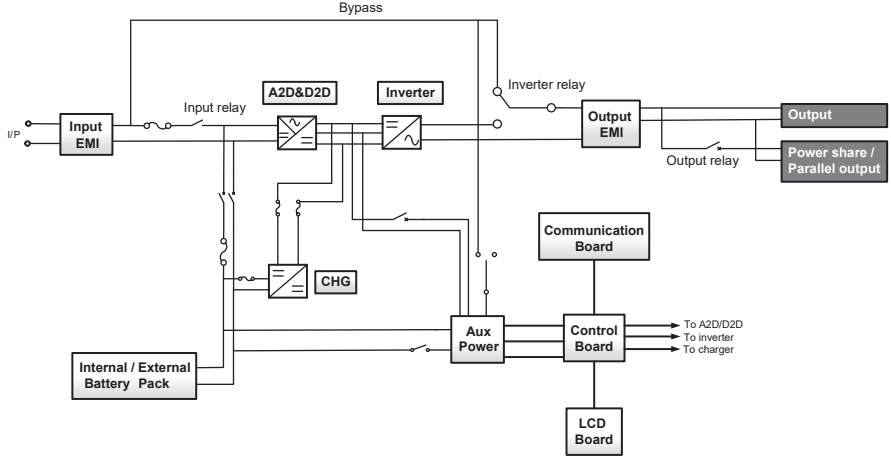 Bypass
A2D&D2D
Inverter
Inverter relay
Input relay
I/P
Input
EMI
Output
EMI
Output
Output relay
Power share /
Parallel output
Communication
Board
CHG
Aux
Power
Control
Board
To A2D/D2D
To inverter
To charger
Internal / External
Battery Pack
LCD
Board